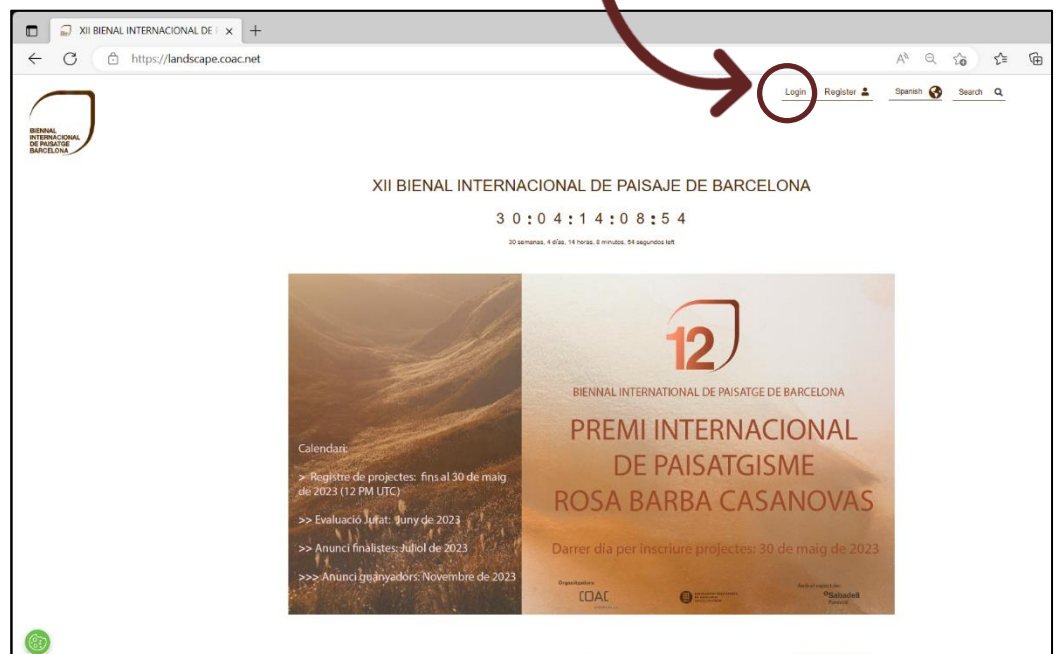 XII BIENAL INTERNACIONAL DE
https://landscape.coac.net
Login Register Spanish Search
BIENNAL
INTERNACIONAL
DE PAISATGE
BARCELONA
XII BIENAL INTERNACIONAL DE PAISAJE DE BARCELONA
30:04:14:08:54
30 semanas, 4 días, 14 horas, 8 minutos, 54 segundos left
12
BIENNAL INTERNATIONAL DE PAISATGE DE BARCELONA
PREMI INTERNACIONAL
DE PAISATGISME
ROSA BARBA CASANOVAS
Darrer dia per inscriure projectes: 30 de maig de 2023
Calendari:
> Registre de projectes: fins al 30 de maig
de 2023 (12 PM UTC)
>> Evaluació Jurat: Juny de 2023
>> Anunci finalistes: Juliol de 2023
>>> Anunci guanyadors: Novembre de 2023
Organitzadors
COAC
Sabadell